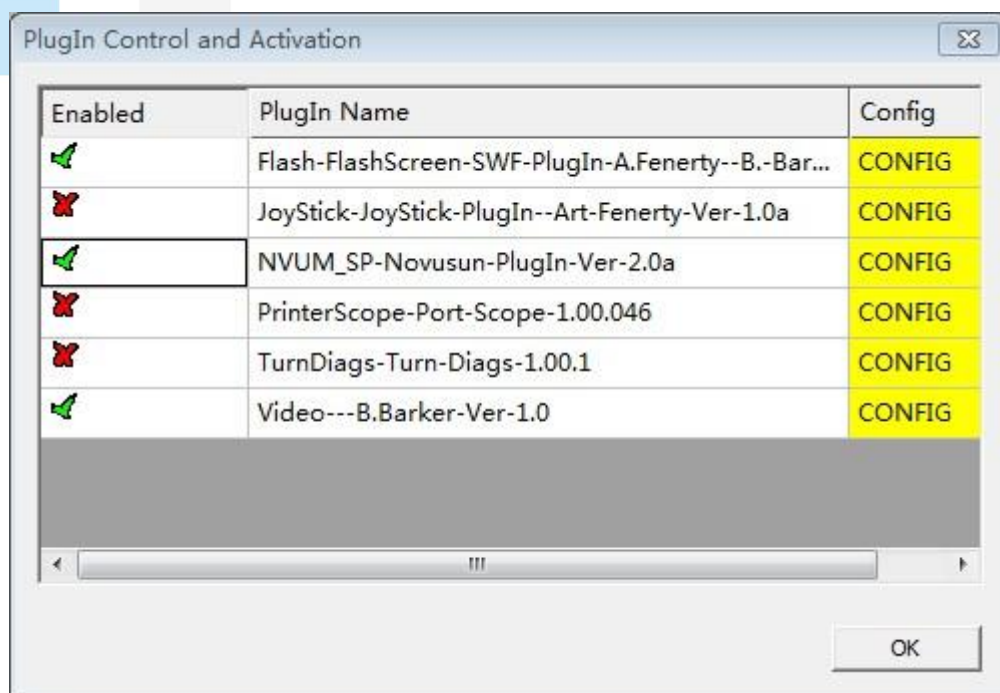 PlugIn Control and Activation
Enabled PlugIn Name Config
Flash-FlashScreen-SWF-PlugIn-A.Fenerty--B.-Bar... CONFIG
JoyStick-JoyStick-PlugIn--Art-Fenerty-Ver-1.0a CONFIG
NVUM_SP-Novusun-PlugIn-Ver-2.0a CONFIG
PrinterScope-Port-Scope-1.00.046 CONFIG
TurnDiags-Turn-Diags-1.00.1 CONFIG
Video---B.Barker-Ver-1.0 CONFIG
OK